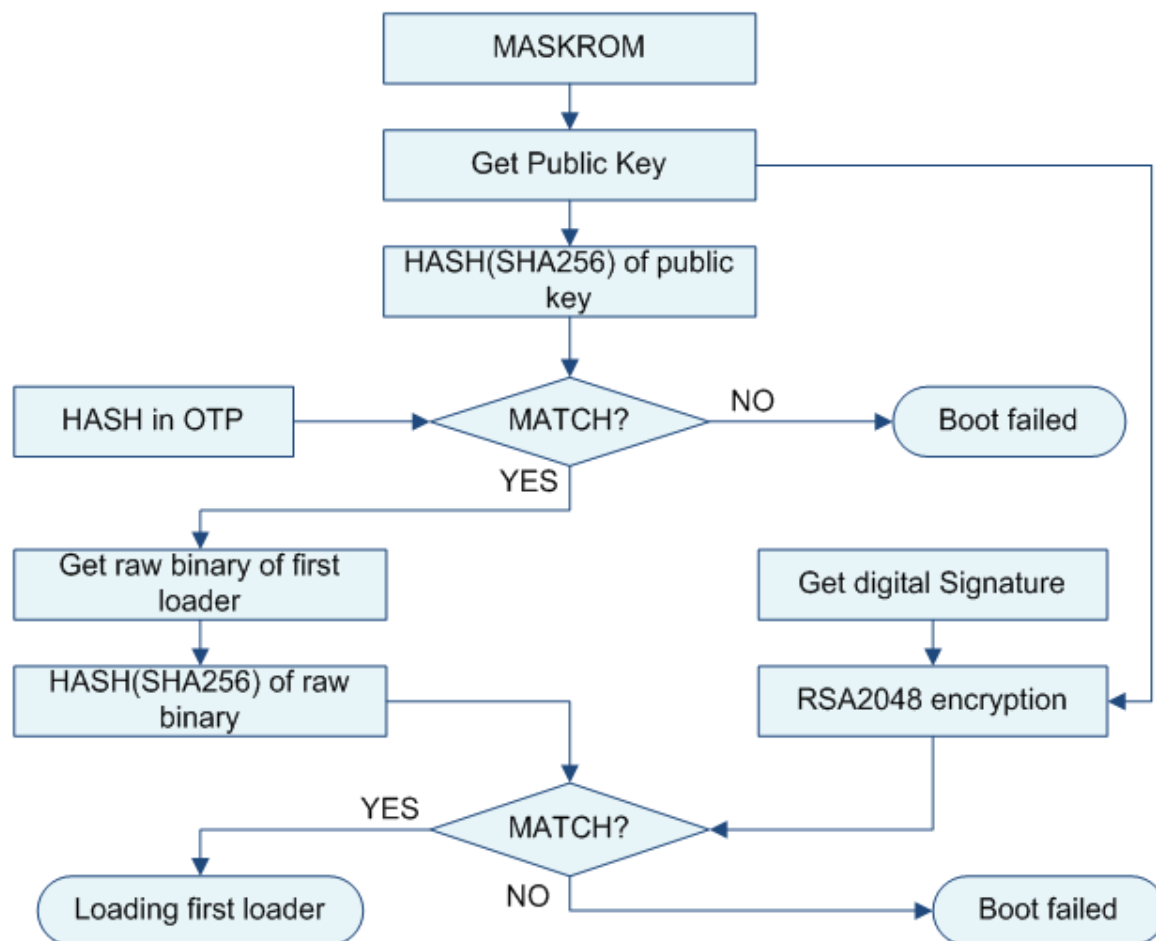 MASKROM
Get Public Key
HASH(SHA256) of public
key
HASH in OTP
MATCH?
NO
Boot failed
YES
Get raw binary of first
loader
Get digital Signature
HASH(SHA256) of raw
binary
RSA2048 encryption
YES
MATCH?
Loading first loader
NO
Boot failed